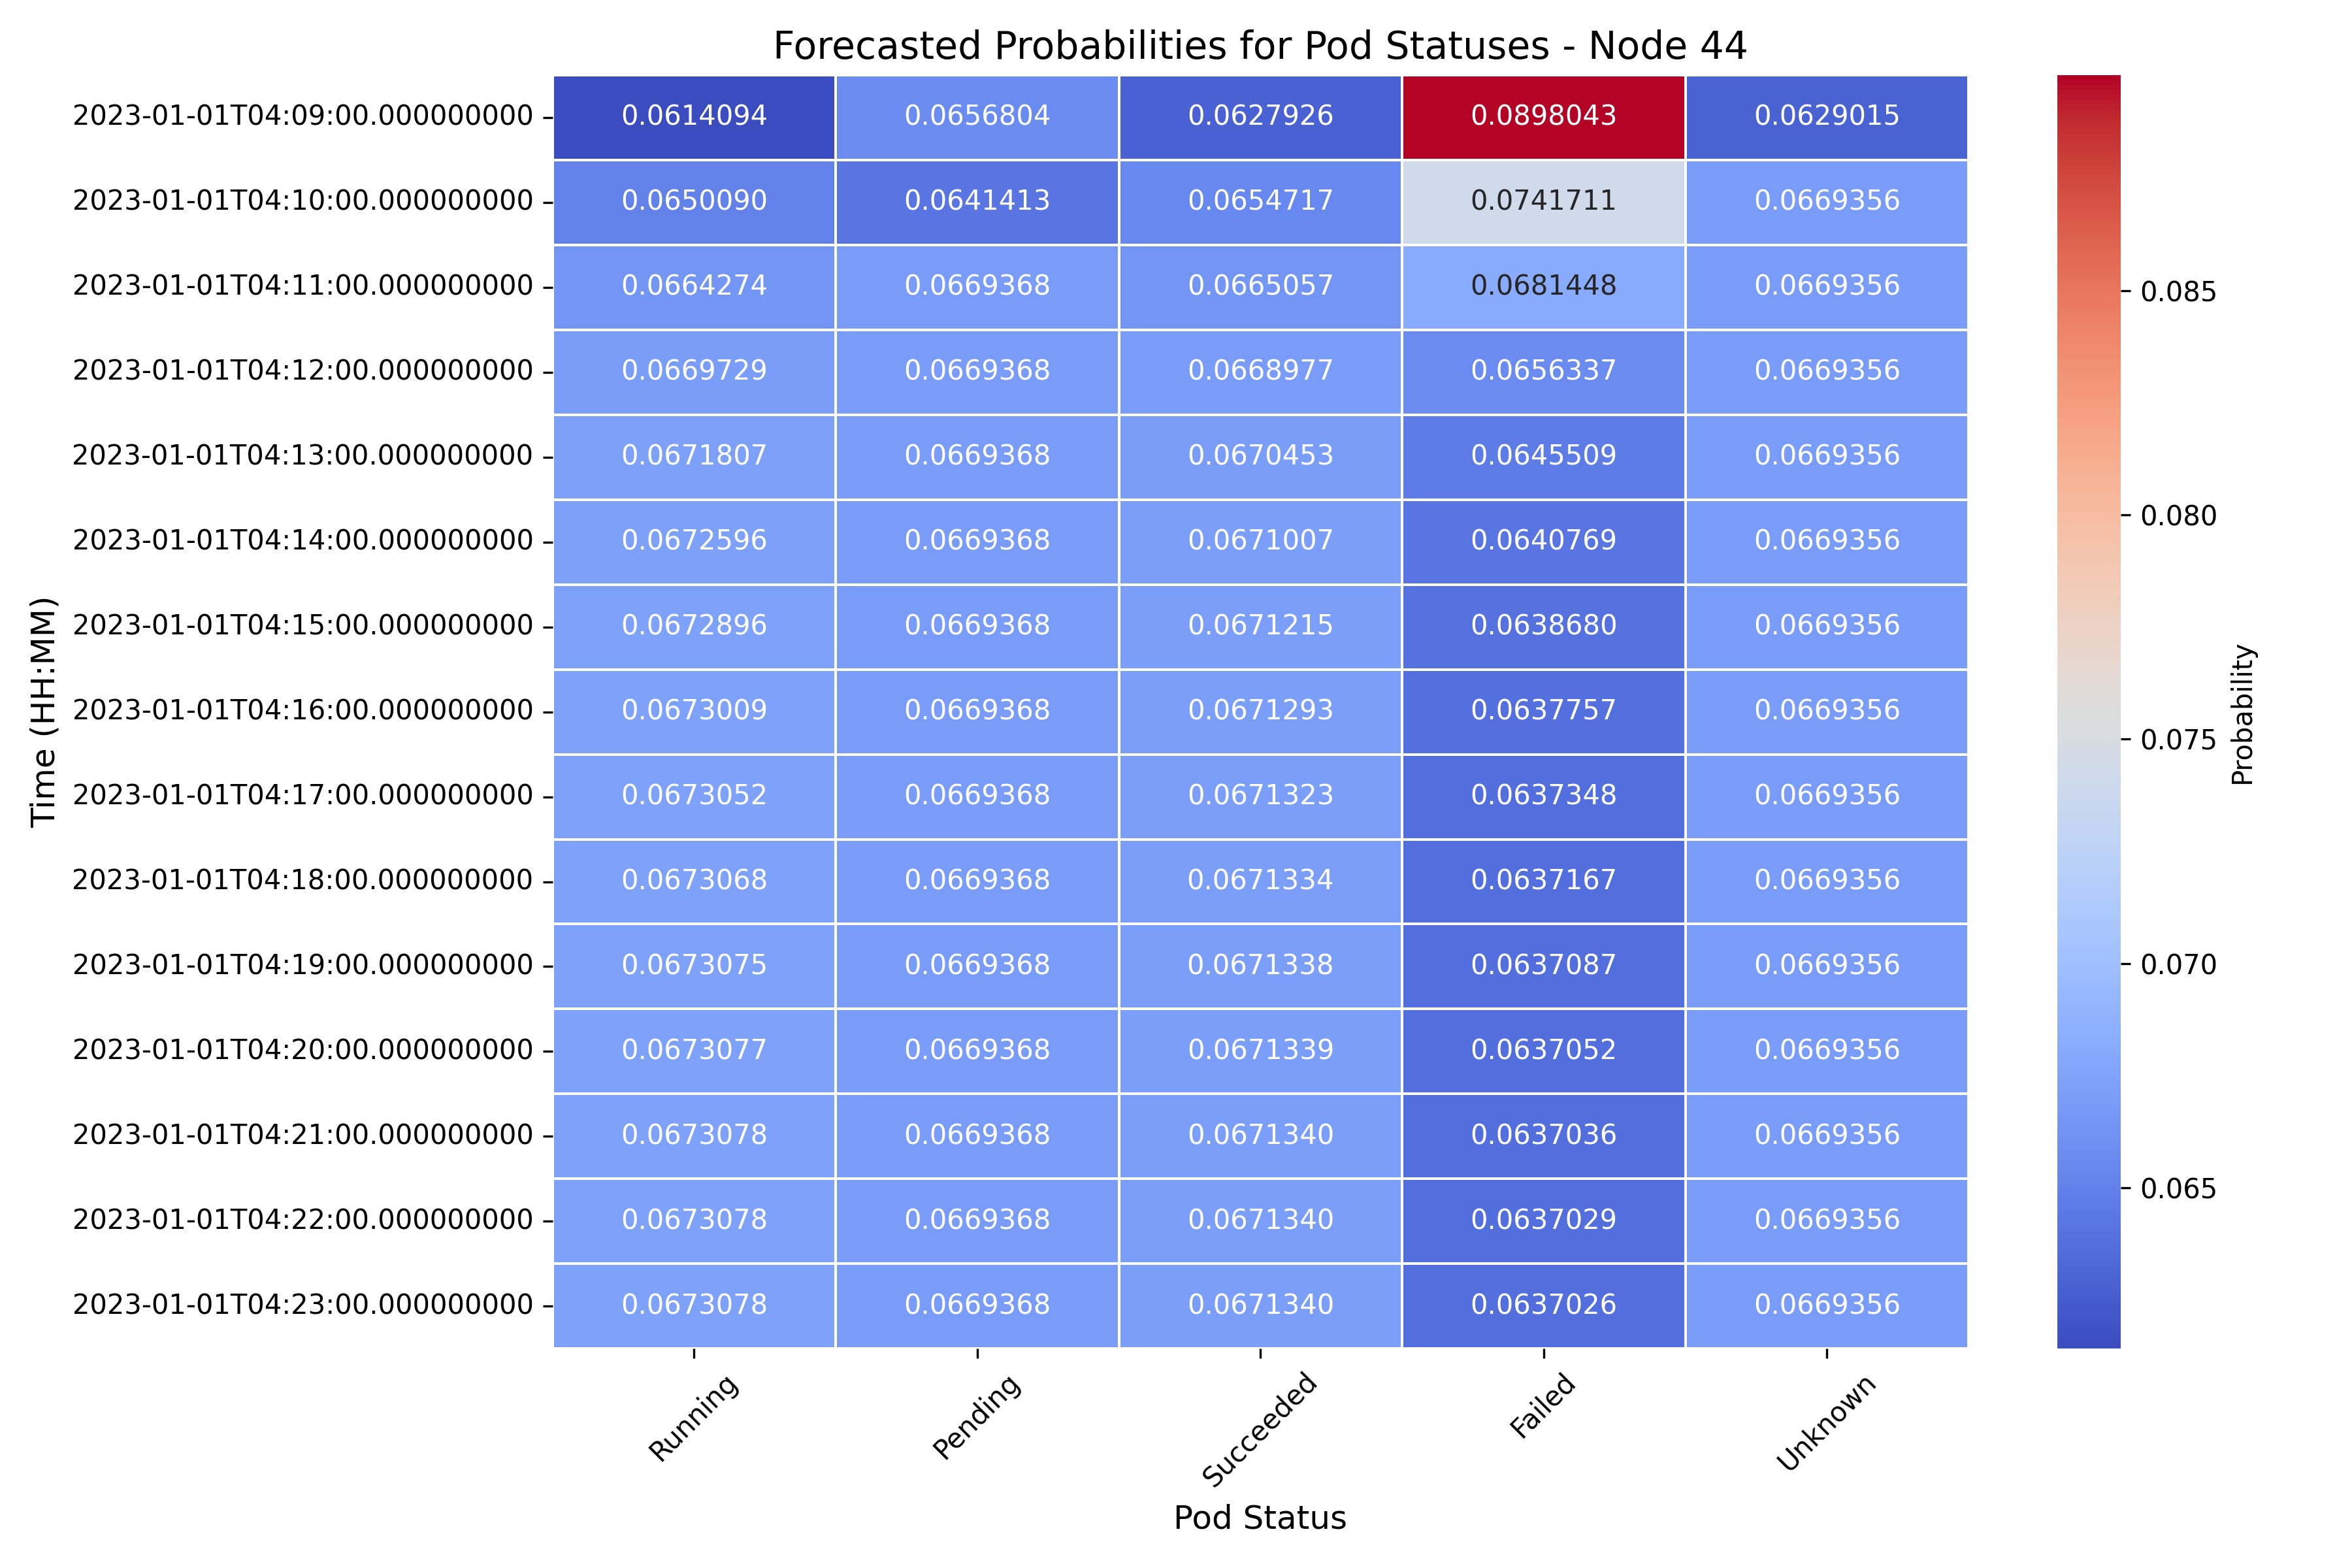 Forecasted Probabilities for Pod Statuses - Node 44
2023-01-01T04:09:00.000000000 0.0614094 0.0656804 0.0627926 0.0898043 0.0629015
2023-01-01T04:10:00.000000000 0.0650090 0.0641413 0.0654717 0.0741711 0.0669356
2023-01-01T04:11:00.000000000 0.0664274 0.0669368 0.0665057 0.0681448 0.0669356
2023-01-01T04:12:00.000000000 0.0669729 0.0669368 0.0668977 0.0656337 0.0669356
2023-01-01T04:13:00.000000000 0.0671807 0.0669368 0.0670453 0.0645509 0.0669356
2023-01-01T04:14:00.000000000 0.0672596 0.0669368 0.0671007 0.0640769 0.0669356
2023-01-01T04:15:00.000000000 0.0672896 0.0669368 0.0671215 0.0638680 0.0669356
2023-01-01T04:16:00.000000000 0.0673009 0.0669368 0.0671293 0.0637757 0.0669356
2023-01-01T04:17:00.000000000 0.0673052 0.0669368 0.0671323 0.0637348 0.0669356
2023-01-01T04:18:00.000000000 0.0673068 0.0669368 0.0671334 0.0637167 0.0669356
2023-01-01T04:19:00.000000000 0.0673075 0.0669368 0.0671338 0.0637087 0.0669356
2023-01-01T04:20:00.000000000 0.0673077 0.0669368 0.0671339 0.0637052 0.0669356
2023-01-01T04:21:00.000000000 0.0673078 0.0669368 0.0671340 0.0637036 0.0669356
2023-01-01T04:22:00.000000000 0.0673078 0.0669368 0.0671340 0.0637029 0.0669356
2023-01-01T04:23:00.000000000 0.0673078 0.0669368 0.0671340 0.0637026 0.0669356
Running Pending Succeeded Failed Unknown
Pod Status
Time (HH:MM)
0.085
0.080
0.075
0.070
0.065
Probability